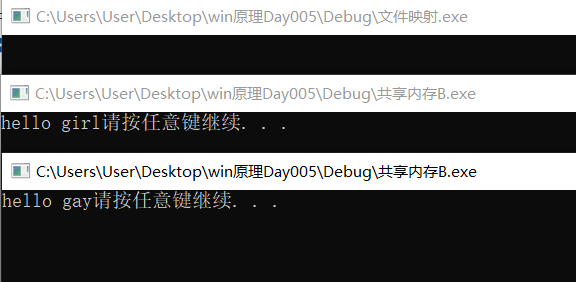 C:\Users\User\Desktop\win原理Day005\Debug\文件映射.exe
C:\Users\User\Desktop\win原理Day005\Debug\共享内存B.exe
hello girl请按任意键继续. . .
C:\Users\User\Desktop\win原理Day005\Debug\共享内存B.exe
hello gay请按任意键继续. . .